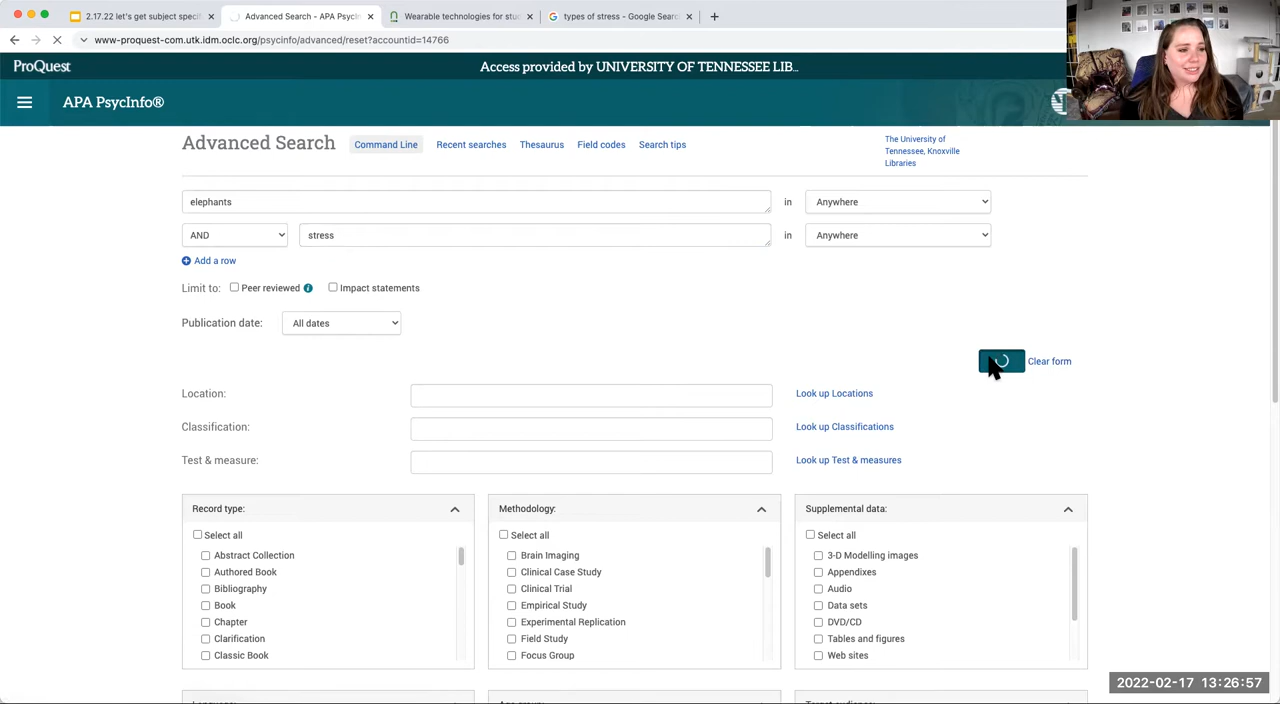 2.17.22 let's get subject specif
Advanced Search - APA PsycIn
Wearable technologies for stu
types of stress - Google Searc
www-proquest-com.utk.idm.oclc.org/psycinfo/advanced/reset?accountid=14766
ProQuest
Access provided by UNIVERSITY OF TENNESSEE LIB...
APA PsycInfo®
Advanced Search
Command Line
Recent searches
Thesaurus
Field codes
Search tips
The University of
Tennessee, Knoxville
Libraries
elephants
in
Anywhere
AND
stress
in
Anywhere
Add a row
Limit to:
Peer reviewed
Impact statements
Publication date:
All dates
Clear form
Location:
Look up Locations
Classification:
Look up Classifications
Test & measure:
Look up Test & measures
Record type:
Select all
Abstract Collection
Authored Book
Bibliography
Book
Chapter
Clarification
Classic Book
Methodology:
Select all
Brain Imaging
Clinical Case Study
Clinical Trial
Empirical Study
Experimental Replication
Field Study
Focus Group
Supplemental data:
Select all
3-D Modelling images
Appendixes
Audio
Data sets
DVD/CD
Tables and figures
Web sites
2022-02-17 13:26:57